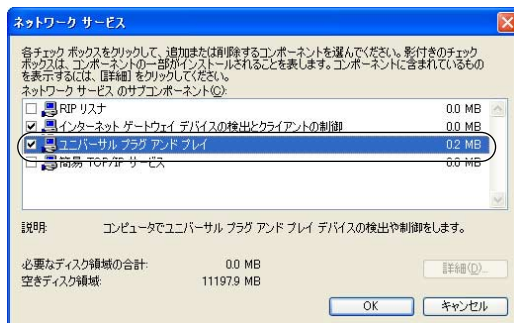 ネットワーク サービス
各チェック ボックスをクリックして、追加または削除するコンポーネントを選んでください。影付きのチェック
ボックスは、コンポーネントの一部がインストールされることを表します。コンポーネントに含まれているもの
を表示するには、[詳細] をクリックしてください。
ネットワーク サービス のサブコンポーネント(C):
RIP リスナ 0.0 MB
インターネット ゲートウェイ デバイスの検出とクライアントの制御 0.0 MB
ユニバーサル プラグ アンド プレイ 0.2 MB
簡易 TCP/IP サービス 0.0 MB
説明: コンピュータでユニバーサル プラグ アンド プレイ デバイスの検出や制御をします。
必要なディスク領域の合計: 0.0 MB
空きディスク領域: 11197.9 MB
詳細(D)...
OK キャンセル